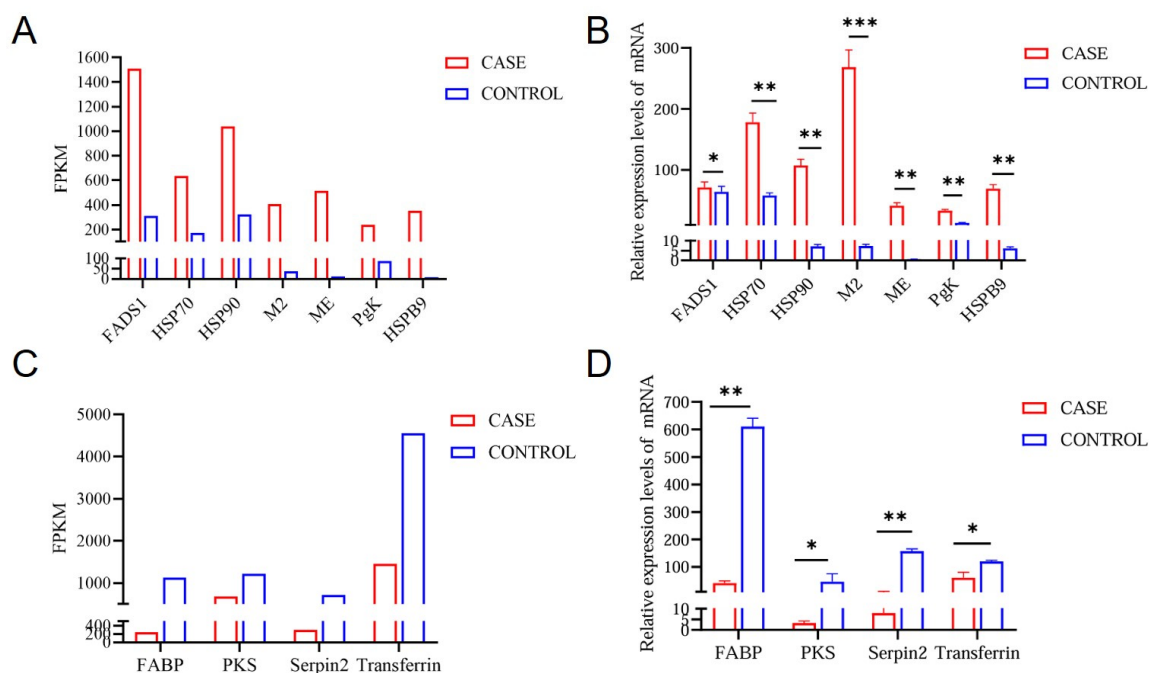 A
FPKM
1600
1400
1200
1000
800
600
400
200
100
50
0
FADS1
HSP70
HSP90
M2
ME
PgK
HSPB9
CASE
CONTROL
B
Relative expression levels of mRNA
300
200
100
10
5
0
*
**
**
***
**
**
**
FADS1
HSP70
HSP90
M2
ME
PgK
HSPB9
CASE
CONTROL
C
FPKM
5000
4000
3000
2000
1000
400
200
0
FABP
PKS
Serpin2
Transferrin
CASE
CONTROL
D
Relative expression levels of mRNA
700
600
500
400
300
200
100
10
5
0
**
*
**
*
FABP
PKS
Serpin2
Transferrin
CASE
CONTROL